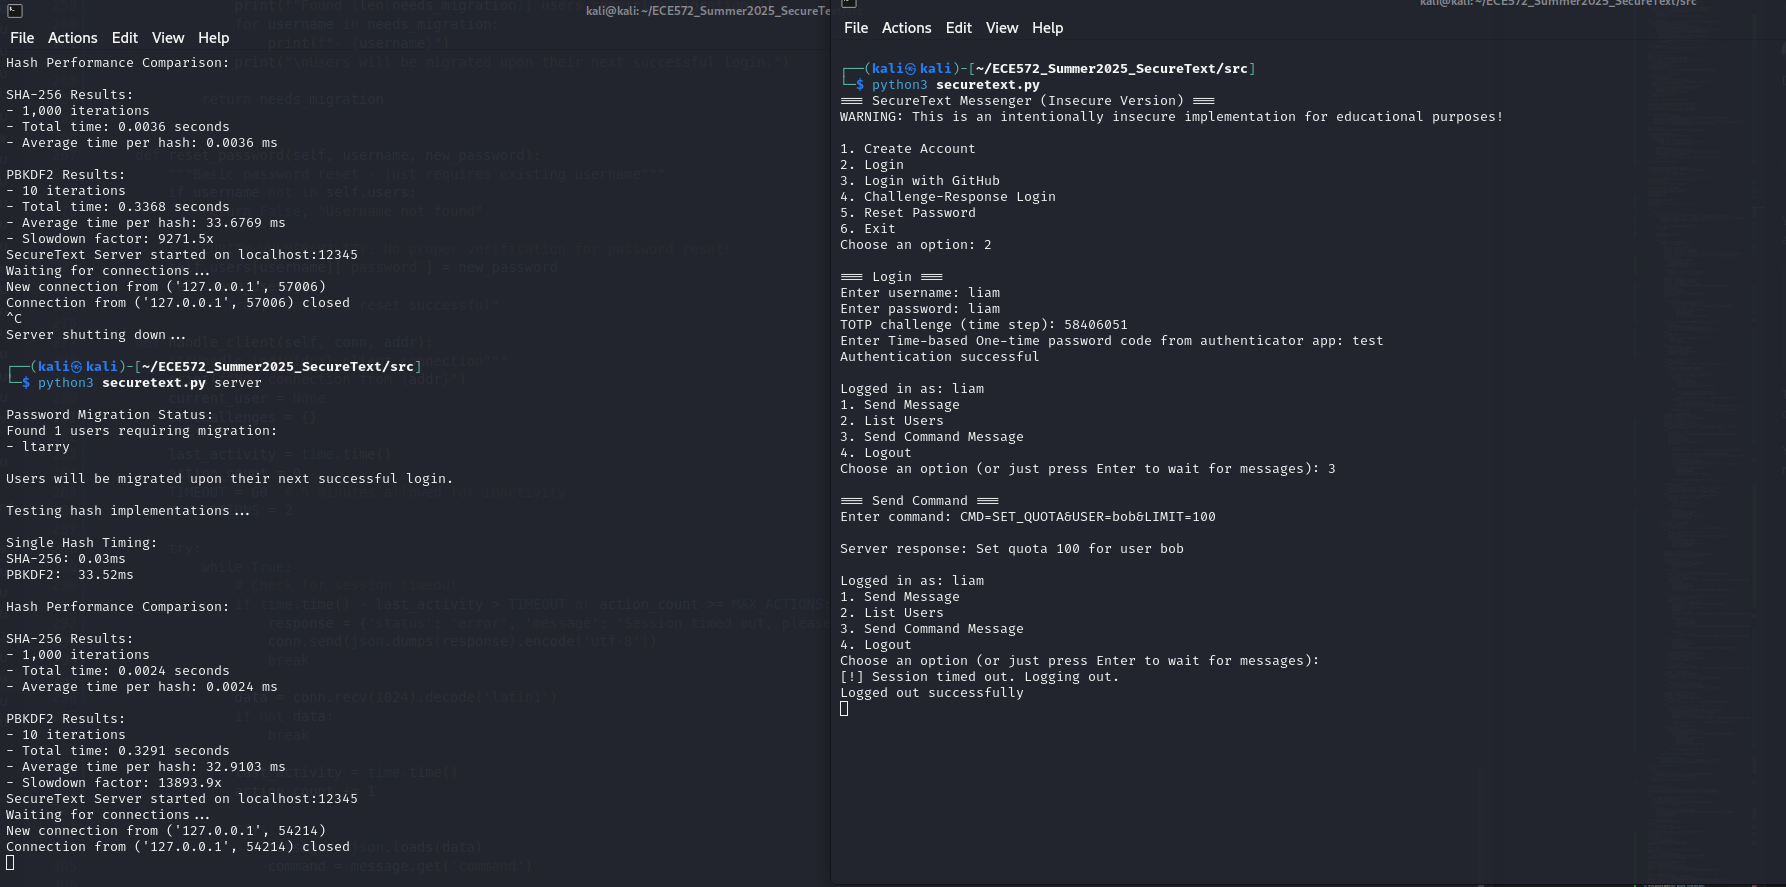 kali@kali: ~/ECE572_Summer2025_SecureTe
File Actions Edit View Help
Hash Performance Comparison:
SHA-256 Results:
- 1,000 iterations
- Total time: 0.0036 seconds
- Average time per hash: 0.0036 ms
PBKDF2 Results:
- 10 iterations
- Total time: 0.3368 seconds
- Average time per hash: 33.6769 ms
- Slowdown factor: 9271.5x
SecureText Server started on localhost:12345
Waiting for connections...
New connection from ('127.0.0.1', 57006)
Connection from ('127.0.0.1', 57006) closed
^C
Server shutting down...
┌──(kali㉿kali)-[~/ECE572_Summer2025_SecureText/src]
└─$ python3 securetext.py server
Password Migration Status:
Found 1 users requiring migration:
- ltarry
Users will be migrated upon their next successful login.
Testing hash implementations...
Single Hash Timing:
SHA-256: 0.03ms
PBKDF2:  33.52ms
Hash Performance Comparison:
SHA-256 Results:
- 1,000 iterations
- Total time: 0.0024 seconds
- Average time per hash: 0.0024 ms
PBKDF2 Results:
- 10 iterations
- Total time: 0.3291 seconds
- Average time per hash: 32.9103 ms
- Slowdown factor: 13893.9x
SecureText Server started on localhost:12345
Waiting for connections...
New connection from ('127.0.0.1', 54214)
Connection from ('127.0.0.1', 54214) closed
kali@kali: ~/ECE572_Summer2025_SecureText/src
File Actions Edit View Help
┌──(kali㉿kali)-[~/ECE572_Summer2025_SecureText/src]
└─$ python3 securetext.py
=== SecureText Messenger (Insecure Version) ===
WARNING: This is an intentionally insecure implementation for educational purposes!
1. Create Account
2. Login
3. Login with GitHub
4. Challenge-Response Login
5. Reset Password
6. Exit
Choose an option: 2
=== Login ===
Enter username: liam
Enter password: liam
TOTP challenge (time step): 58406051
Enter Time-based One-time password code from authenticator app: test
Authentication successful
Logged in as: liam
1. Send Message
2. List Users
3. Send Command Message
4. Logout
Choose an option (or just press Enter to wait for messages): 3
=== Send Command ===
Enter command: CMD=SET_QUOTA&USER=bob&LIMIT=100
Server response: Set quota 100 for user bob
Logged in as: liam
1. Send Message
2. List Users
3. Send Command Message
4. Logout
Choose an option (or just press Enter to wait for messages):
[!] Session timed out. Logging out.
Logged out successfully